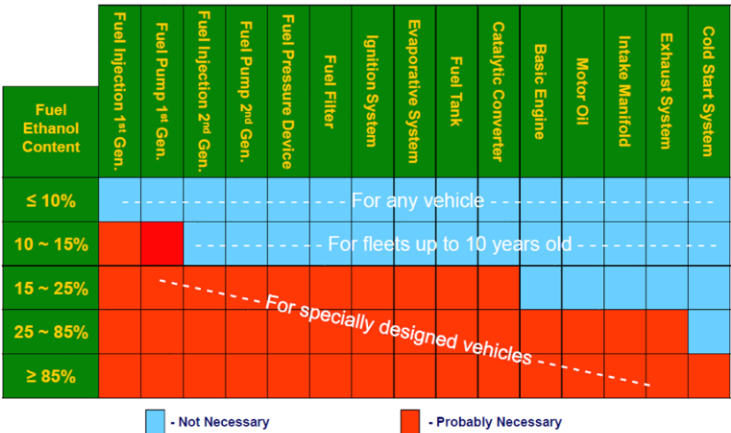 Fuel Ethanol Content
Fuel Injection 1st Gen.
Fuel Pump 1st Gen.
Fuel Injection 2nd Gen.
Fuel Pump 2nd Gen.
Fuel Pressure Device
Fuel Filter
Ignition System
Evaporative System
Fuel Tank
Catalytic Converter
Basic Engine
Motor Oil
Intake Manifold
Exhaust System
Cold Start System
≤ 10%
For any vehicle
10 ~ 15%
For fleets up to 10 years old
15 ~ 25%
For specially designed vehicles
25 ~ 85%
≥ 85%
- Not Necessary
- Probably Necessary